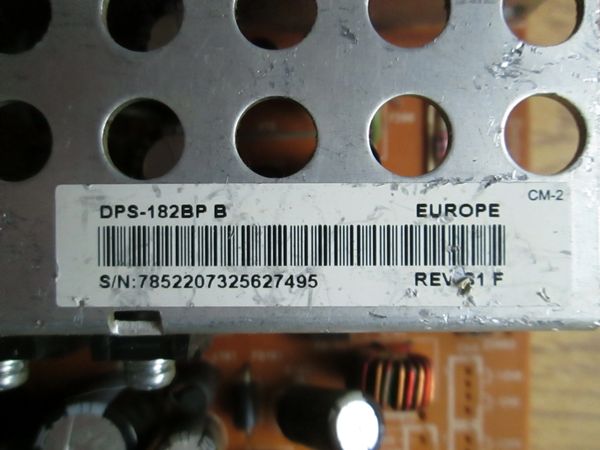 CM-2
DPS-182BP B EUROPE
S/N:7852207325627495 REV F